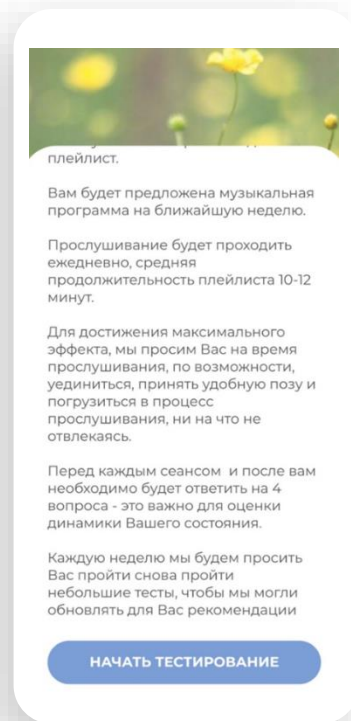 плейлист.
Вам будет предложена музыкальная
программа на ближайшую неделю.
Прослушивание будет проходить
ежедневно, средняя
продолжительность плейлиста 10-12
минут.
Для достижения максимального
эффекта, мы просим Вас на время
прослушивания, по возможности,
уединиться, принять удобную позу и
погрузиться в процесс
прослушивания, ни на что не
отвлекаясь.
Перед каждым сеансом и после вам
необходимо будет ответить на 4
вопроса - это важно для оценки
динамики Вашего состояния.
Каждую неделю мы будем просить
Вас пройти снова пройти
небольшие тесты, чтобы мы могли
обновлять для Вас рекомендации
НАЧАТЬ ТЕСТИРОВАНИЕ